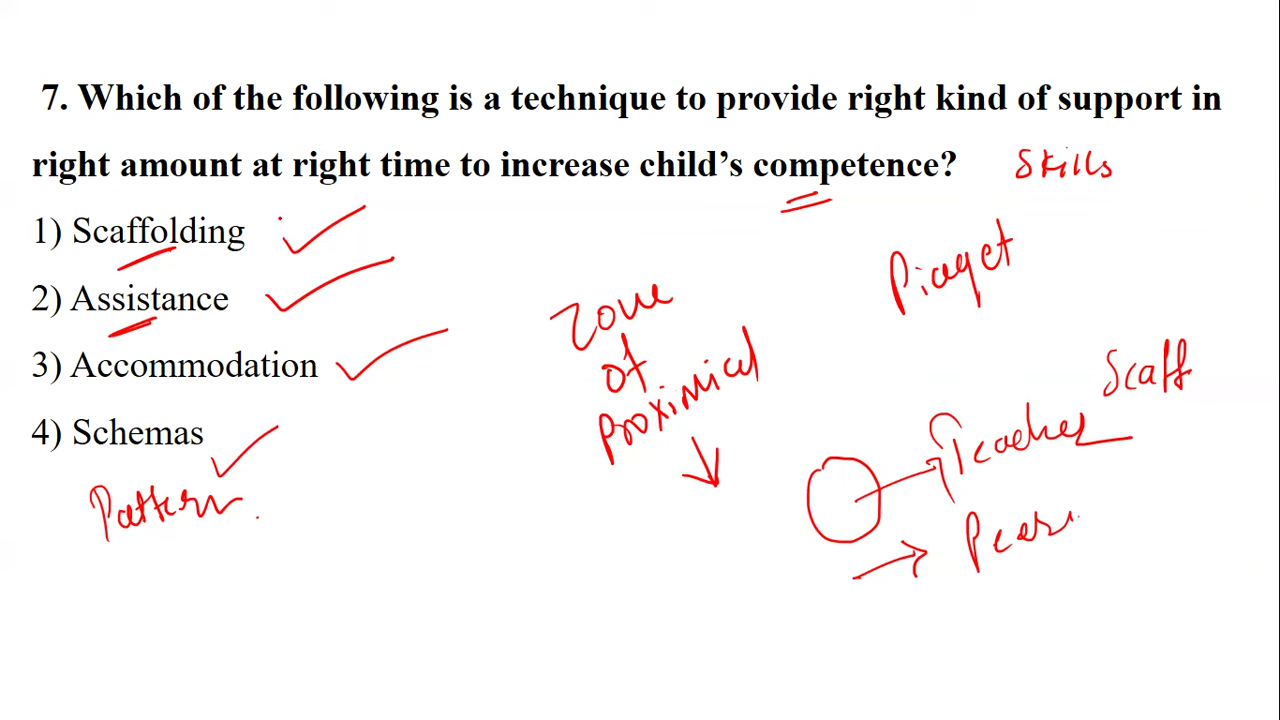 7. Which of the following is a technique to provide right kind of support in
right amount at right time to increase child's competence?
Skills
1) Scaffolding
2) Assistance
3) Accommodation
4) Schemas
Pattern
Zone
of
Proximical
Piaget
Scaff
Teacher
Pears